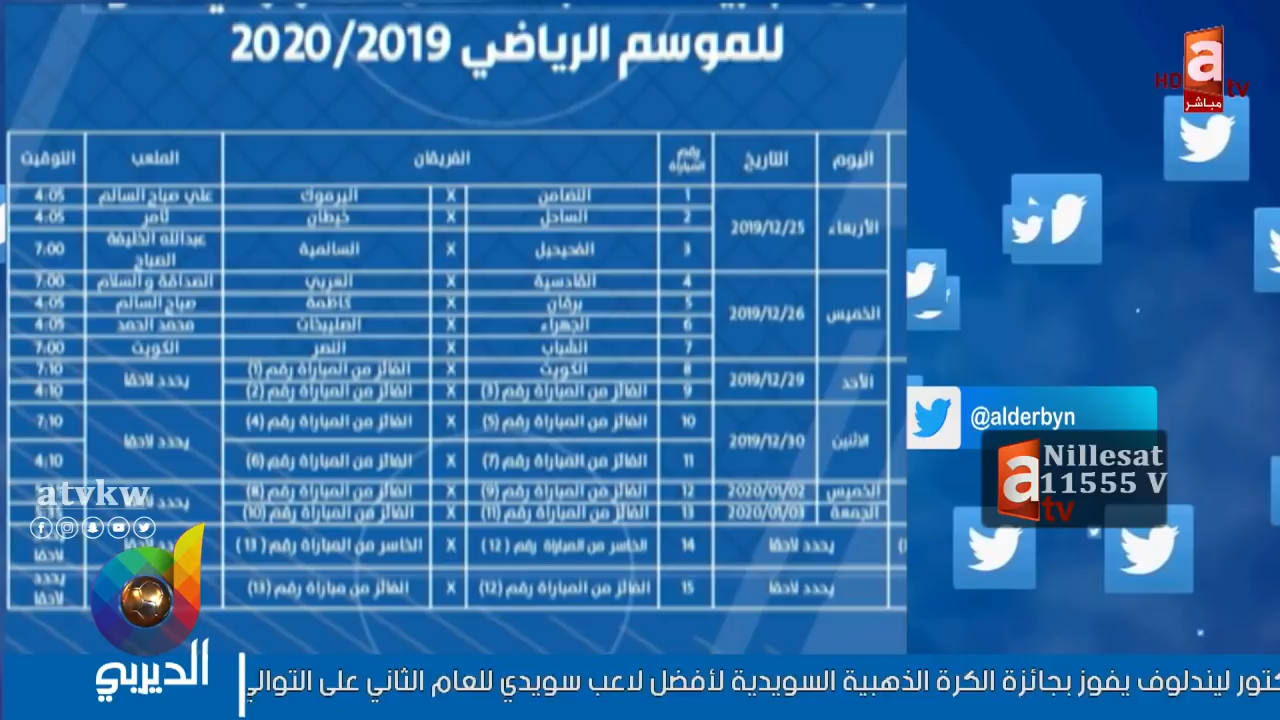 للموسم الرياضي 2020/2019
اليوم التاريخ رقم المباراة الفريقان الملعب التوقيت
الأربعاء 2019/12/25
1 التضامن X اليرموك علي صباح السالم 4:05
2 الساحل X خيطان ثامر 4:05
3 الفحيحيل X السالمية عبدالله الخليفة الصباح 7:00
الخميس 2019/12/26
4 القادسية X العربي الصداقة والسلام 7:00
5 برقان X كاظمة صباح السالم 4:05
6 الجهراء X الصليبخات محمد الحمد 4:05
7 الشباب X النصر الكويت 7:00
الأحد 2019/12/29 يحدد لاحقا
8 الكويت X الفائز من المباراة رقم (1) 7:10
9 الفائز من المباراة رقم (3) X الفائز من المباراة رقم (2) 4:10
الاثنين 2019/12/30 يحدد لاحقا
10 الفائز من المباراة رقم (5) X الفائز من المباراة رقم (4) 7:10
11 الفائز من المباراة رقم (7) X الفائز من المباراة رقم (6) 4:10
الخميس 2020/01/02 12 الفائز من المباراة رقم (9) X الفائز من المباراة رقم (8)
الجمعة 2020/01/03 13 الفائز من المباراة رقم (11) X الفائز من المباراة رقم (10)
يحدد لاحقا 14 الخاسر من المباراة رقم (12) X الخاسر من المباراة رقم (13) لاحقا
يحدد لاحقا 15 الفائز من المباراة رقم (12) X الفائز من مباراة رقم (13) يحدد لاحقا
HD a tv
مباشر
@alderbyn
a tv
Nillesat
11555 V
atvkw
الديربي
كتور ليندلوف يفوز بجائزة الكرة الذهبية السويدية لأفضل لاعب سويدي للعام الثاني على التوالي